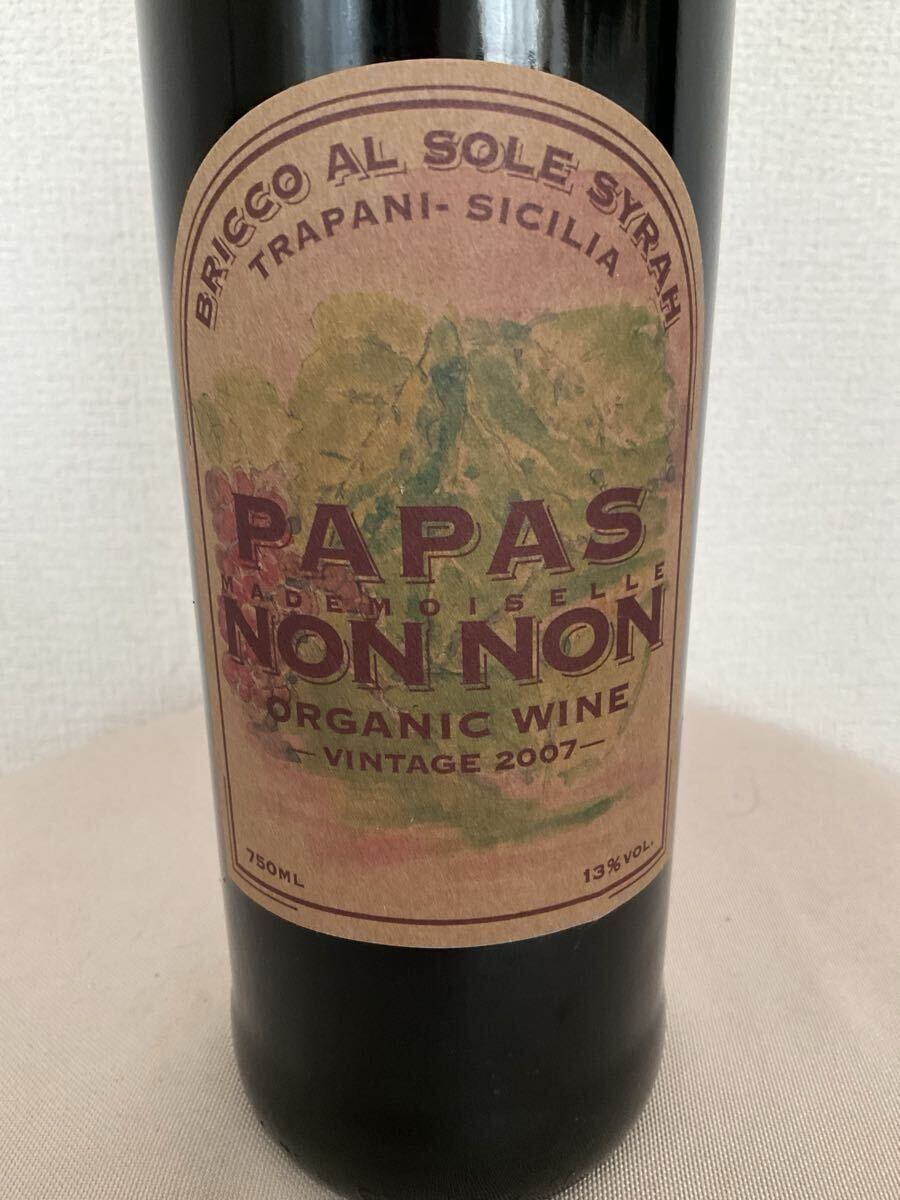 BRICCO AL SOLE SYRAH
TRAPANI- SICILIA
PAPAS
MADEMOISELLE
NON NON
ORGANIC WINE
—VINTAGE 2007—
750ML
13% VOL.